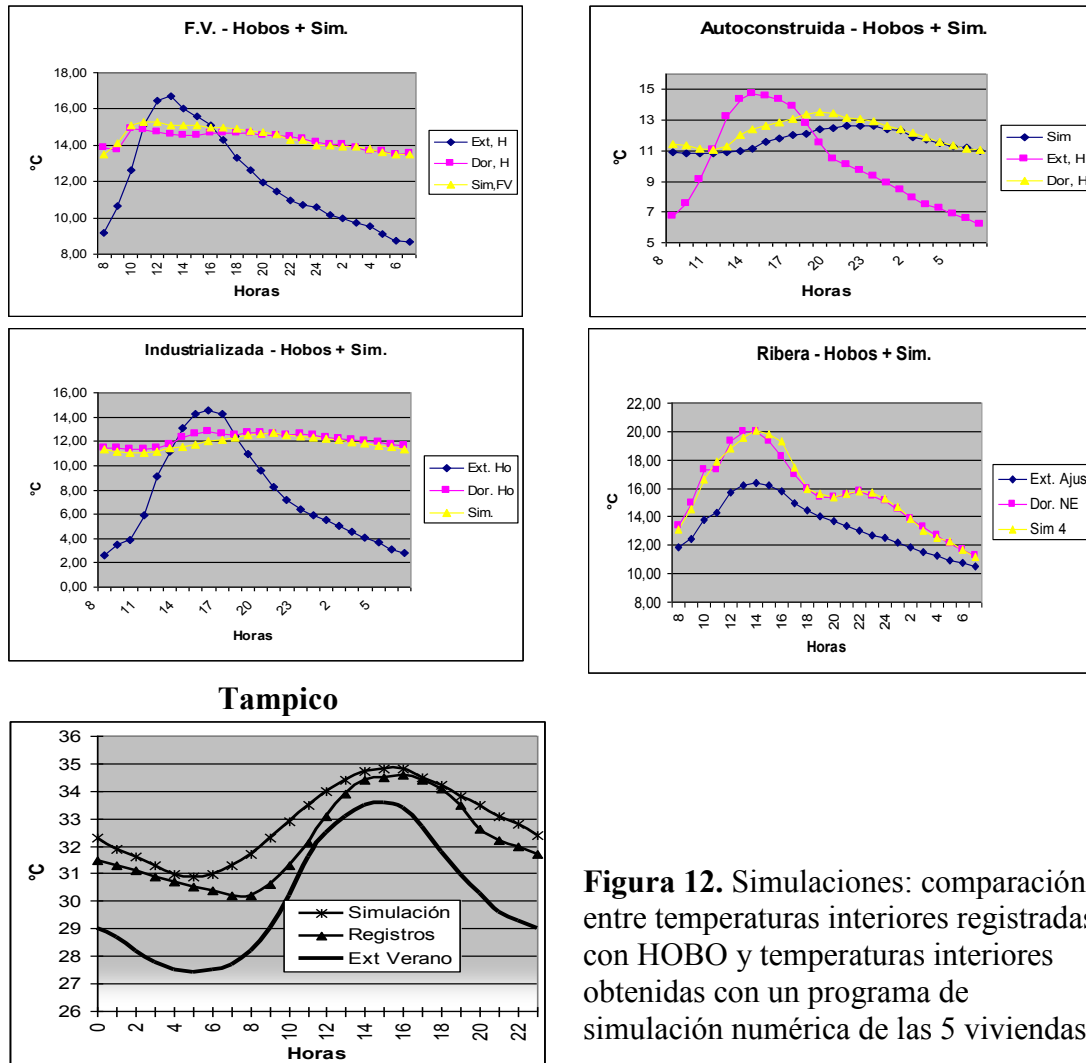 F.V. - Hobos + Sim.
18,00
16,00
14,00
12,00
10,00
8,00
°C
8 10 12 14 16 18 20 22 24 2 4 6
Horas
Ext, H
Dor, H
Sim,FV
Autoconstruida - Hobos + Sim.
15
13
11
9
7
5
°C
8 11 14 17 20 23 2 5
Horas
Sim
Ext, H
Dor, H
Industrializada - Hobos + Sim.
16,00
14,00
12,00
10,00
8,00
6,00
4,00
2,00
0,00
°C
8 11 14 17 20 23 2 5
Horas
Ext. Ho
Dor. Ho
Sim.
Ribera - Hobos + Sim.
22,00
20,00
18,00
16,00
14,00
12,00
10,00
8,00
°C
8 10 12 14 16 18 20 22 24 2 4 6
Horas
Ext. Ajus
Dor. NE
Sim 4
Tampico
36
35
34
33
32
31
30
29
28
27
26
°C
0 2 4 6 8 10 12 14 16 18 20 22
Horas
Simulación
Registros
Ext Verano
Figura 12. Simulaciones: comparación
entre temperaturas interiores registradas
con HOBO y temperaturas interiores
obtenidas con un programa de
simulación numérica de las 5 viviendas